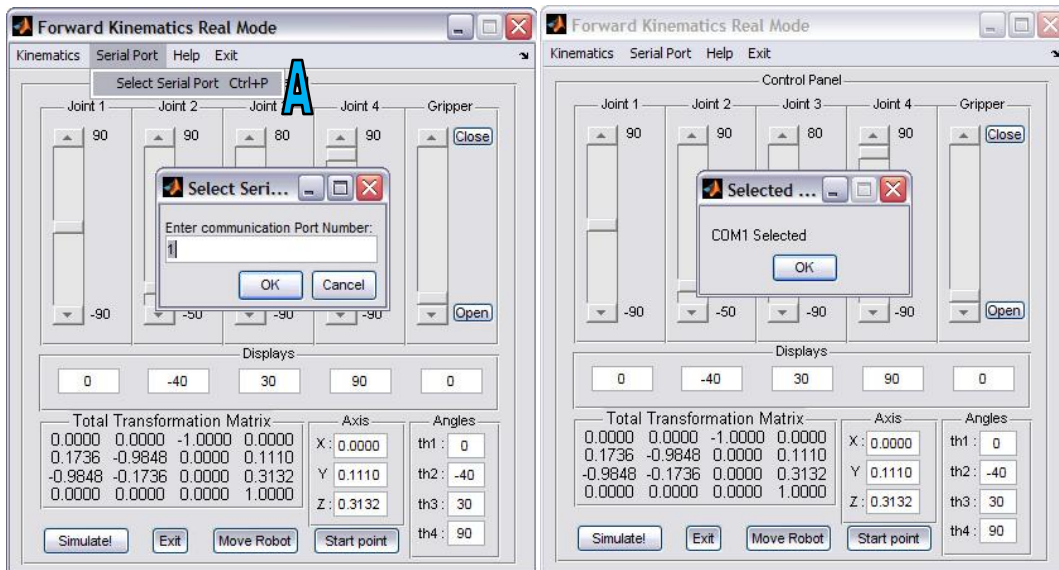 Forward Kinematics Real Mode
Kinematics Serial Port Help Exit
Select Serial Port Ctrl+P
A
Joint 1 Joint 2 Joint Joint 4 Gripper
90 90 80 90 Close
Select Seri...
Enter communication Port Number:
1
OK Cancel
-90 -50 -90 -90 Open
Displays
0 -40 30 90 0
Total Transformation Matrix
0.0000 0.0000 -1.0000 0.0000
0.1736 -0.9848 0.0000 0.1110
-0.9848 -0.1736 0.0000 0.3132
0.0000 0.0000 0.0000 1.0000
Axis
X: 0.0000
Y 0.1110
Z: 0.3132
Angles
th1: 0
th2: -40
th3: 30
th4: 90
Simulate! Exit Move Robot Start point
Forward Kinematics Real Mode
Kinematics Serial Port Help Exit
Control Panel
Joint 1 Joint 2 Joint 3 Joint 4 Gripper
90 90 80 90 Close
Selected ...
COM1 Selected
OK
-90 -50 -90 -90 Open
Displays
0 -40 30 90 0
Total Transformation Matrix
0.0000 0.0000 -1.0000 0.0000
0.1736 -0.9848 0.0000 0.1110
-0.9848 -0.1736 0.0000 0.3132
0.0000 0.0000 0.0000 1.0000
Axis
X: 0.0000
Y 0.1110
Z: 0.3132
Angles
th1: 0
th2: -40
th3: 30
th4: 90
Simulate! Exit Move Robot Start point